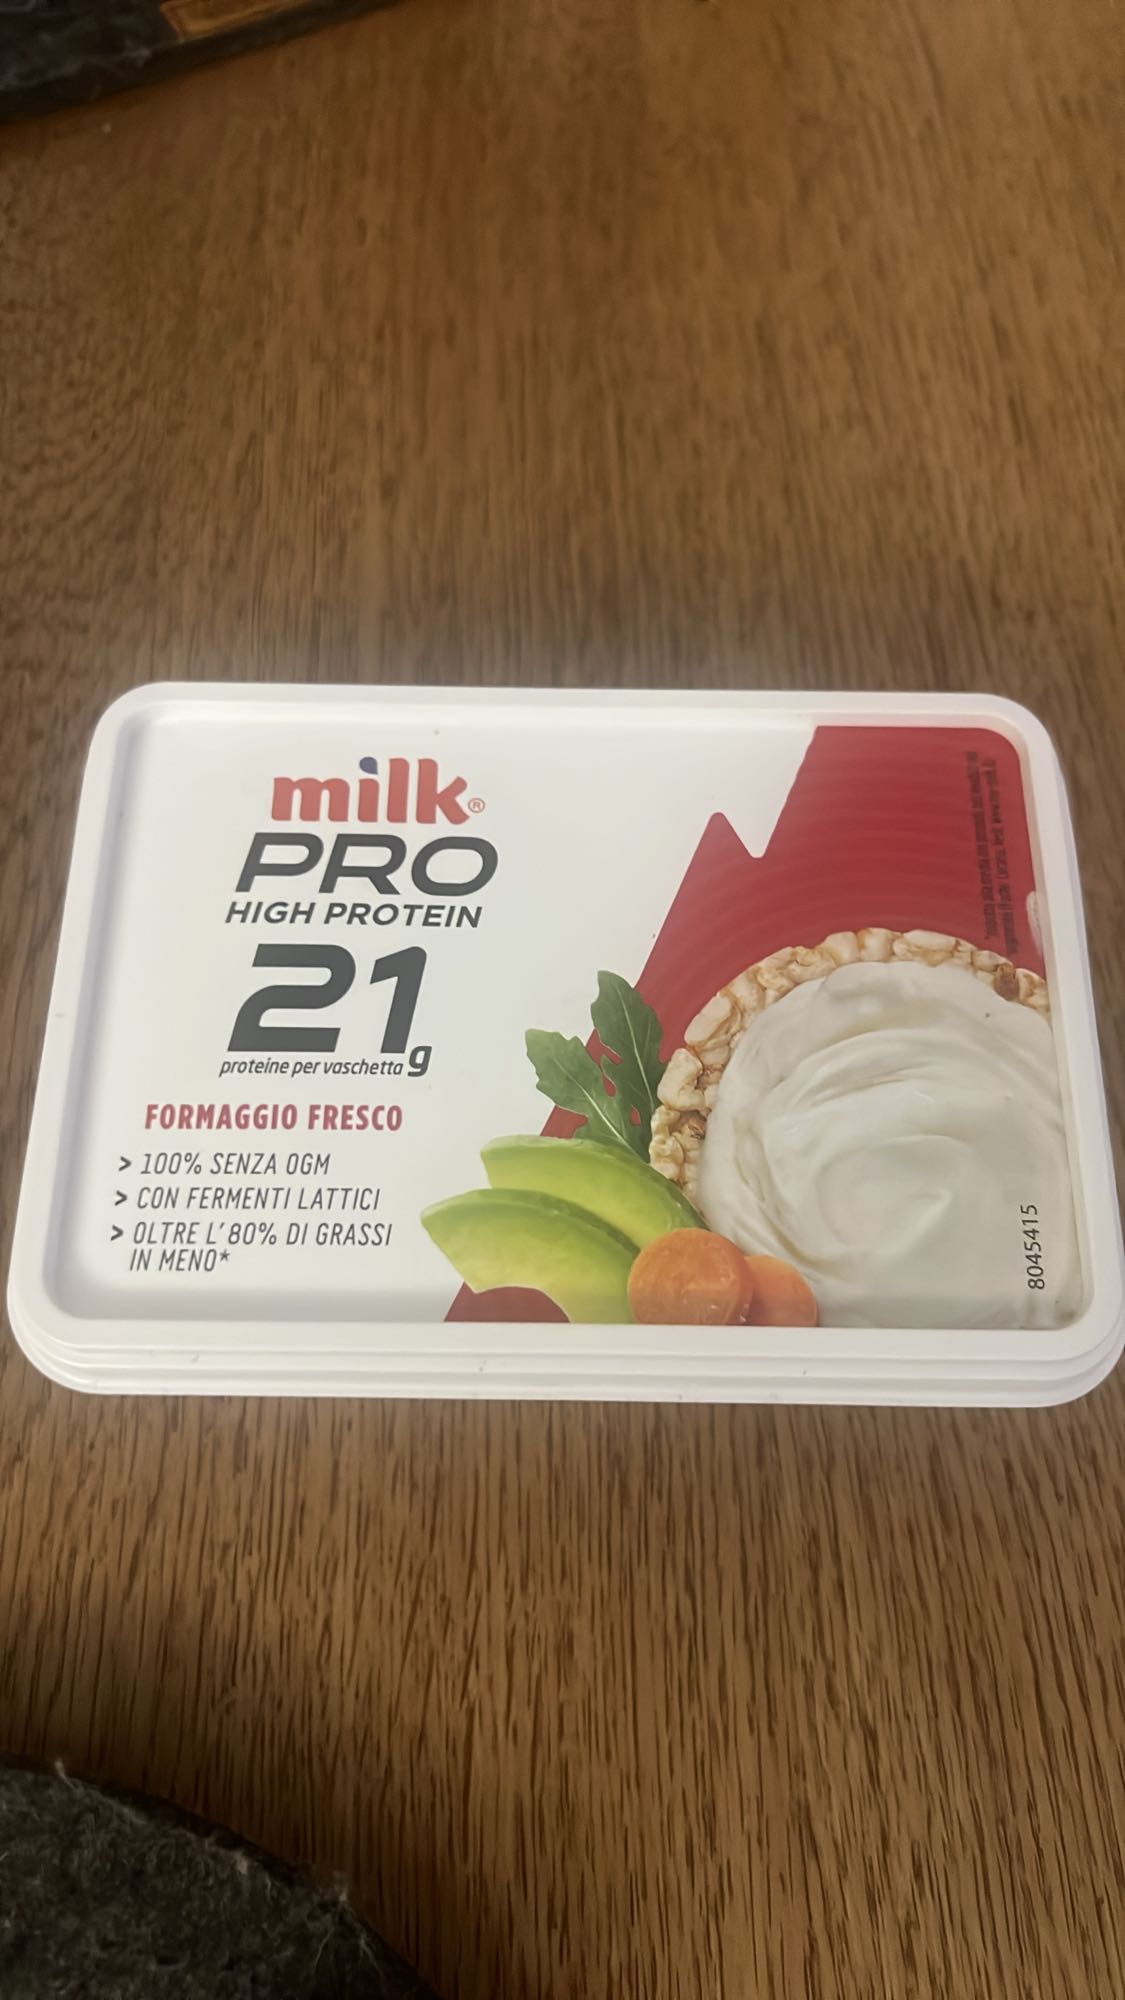 milk®
PRO
HIGH PROTEIN
21g
proteine per vaschetta
FORMAGGIO FRESCO
> 100% SENZA OGM
> CON FERMENTI LATTICI
> OLTRE L'80% DI GRASSI
IN MENO*
8045415